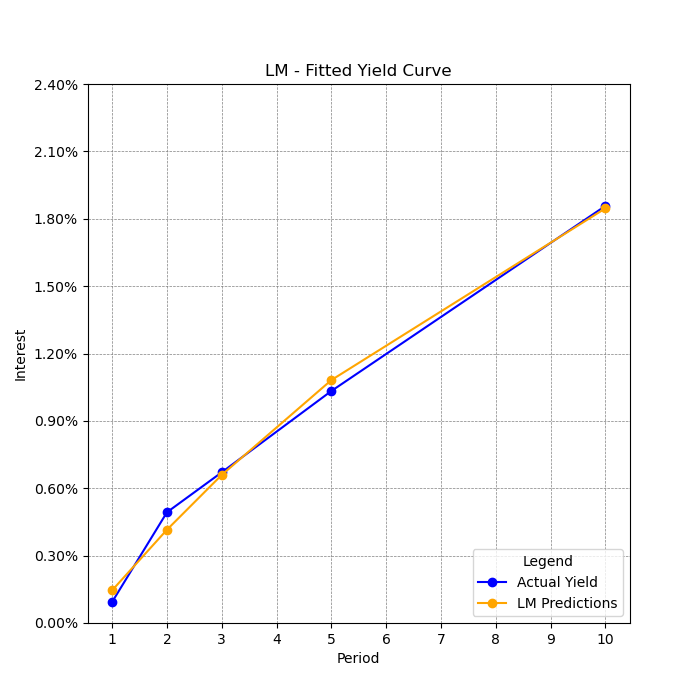 LM - Fitted Yield Curve
2.40%
2.10%
1.80%
1.50%
1.20%
0.90%
0.60%
0.30%
0.00%
Interest
Legend
Actual Yield
LM Predictions
1 2 3 4 5 6 7 8 9 10
Period